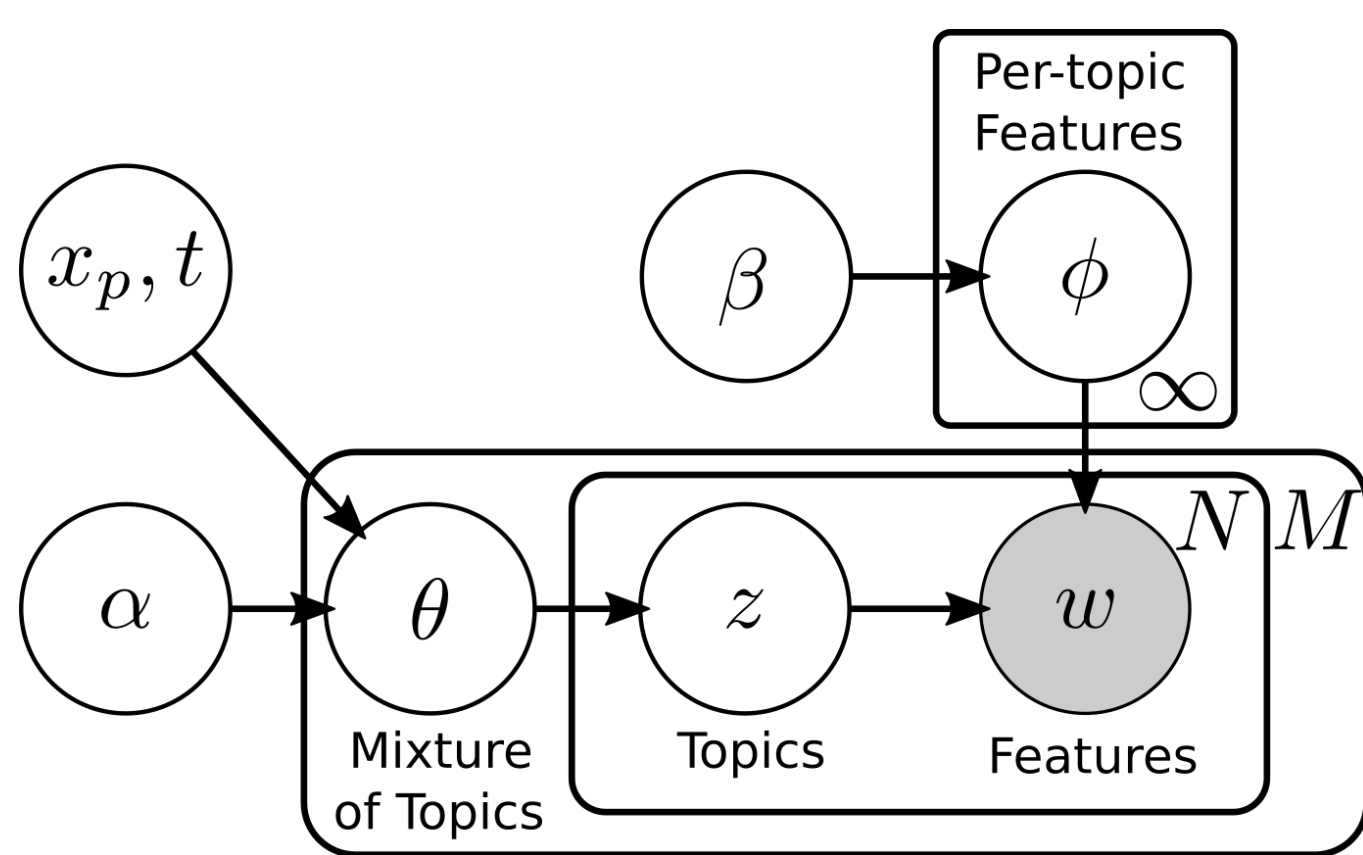 Per-topic
Features
x_p, t
β
ϕ
∞
N
M
α
θ
z
w
Mixture
of Topics
Topics
Features